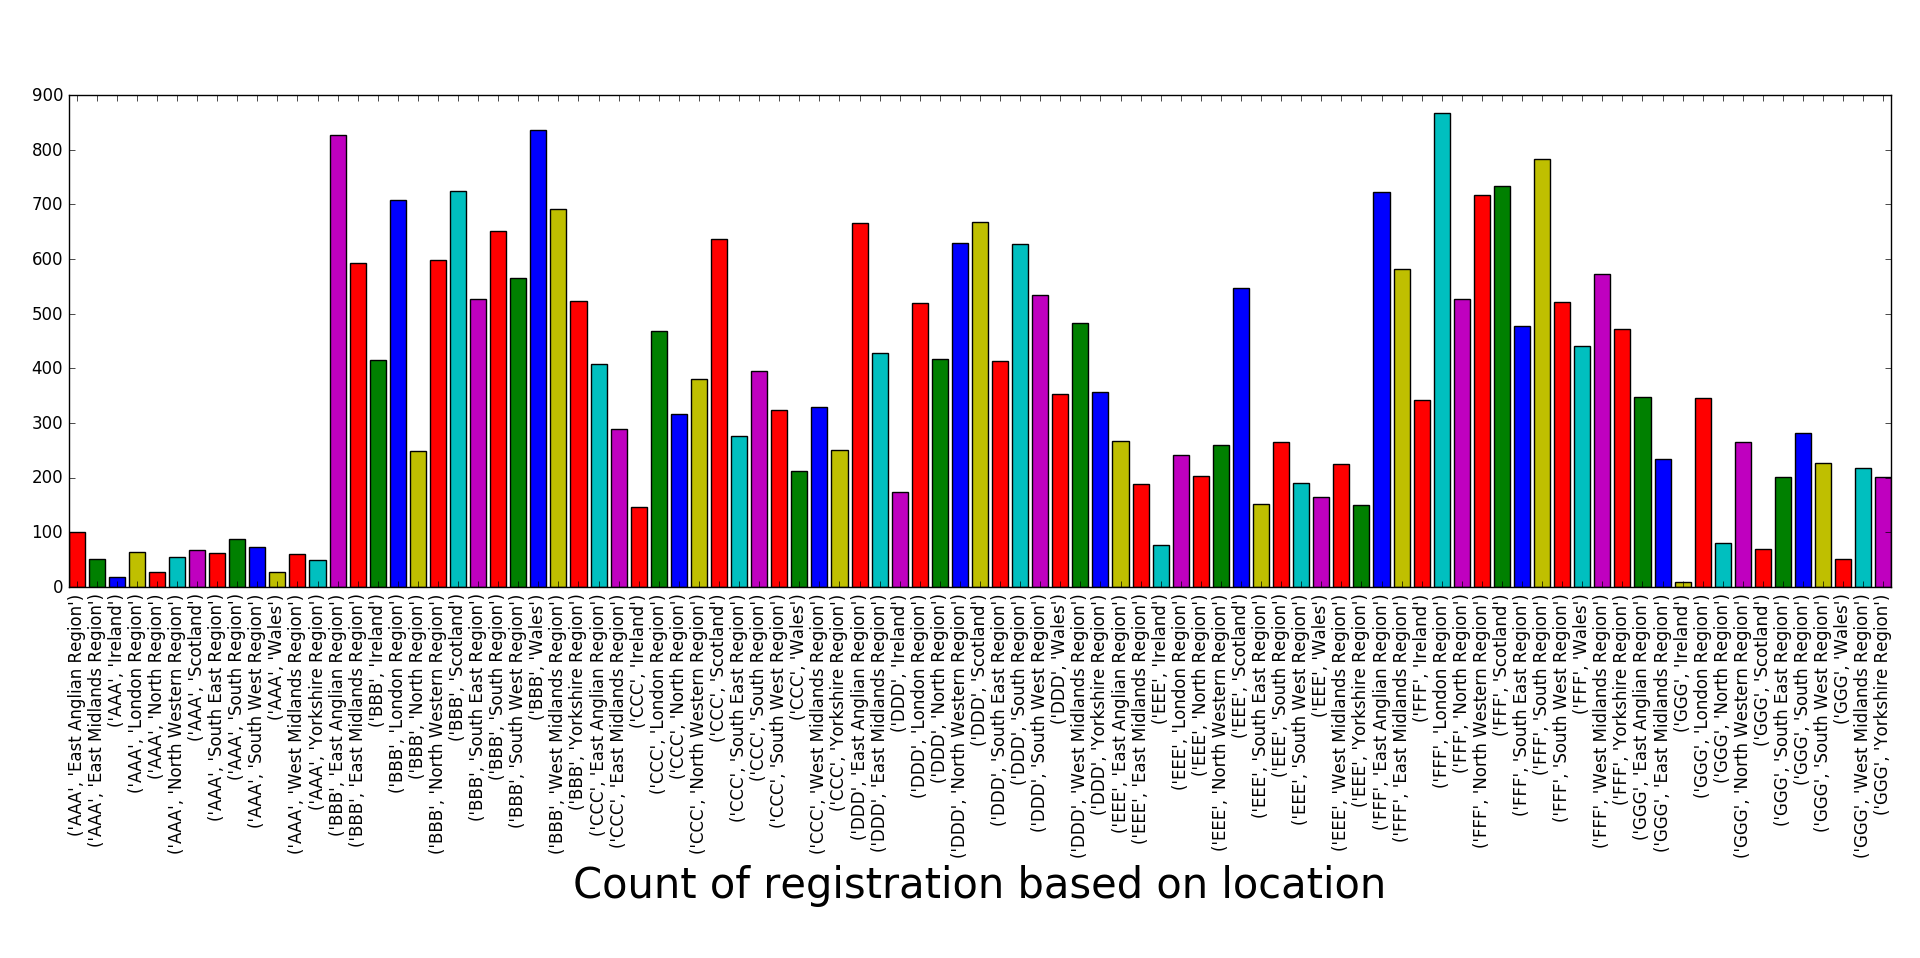 900
800
700
600
500
400
300
200
100
0
('AAA', 'East Anglian Region')
('AAA', 'East Midlands Region')
('AAA', 'Ireland')
('AAA', 'London Region')
('AAA', 'North Region')
('AAA', 'North Western Region')
('AAA', 'Scotland')
('AAA', 'South East Region')
('AAA', 'South Region')
('AAA', 'South West Region')
('AAA', 'Wales')
('AAA', 'West Midlands Region')
('AAA', 'Yorkshire Region')
('BBB', 'East Anglian Region')
('BBB', 'East Midlands Region')
('BBB', 'Ireland')
('BBB', 'London Region')
('BBB', 'North Region')
('BBB', 'North Western Region')
('BBB', 'Scotland')
('BBB', 'South East Region')
('BBB', 'South Region')
('BBB', 'South West Region')
('BBB', 'Wales')
('BBB', 'West Midlands Region')
('BBB', 'Yorkshire Region')
('CCC', 'East Anglian Region')
('CCC', 'East Midlands Region')
('CCC', 'Ireland')
('CCC', 'London Region')
('CCC', 'North Region')
('CCC', 'North Western Region')
('CCC', 'Scotland')
('CCC', 'South East Region')
('CCC', 'South Region')
('CCC', 'South West Region')
('CCC', 'Wales')
('CCC', 'West Midlands Region')
('CCC', 'Yorkshire Region')
('DDD', 'East Anglian Region')
('DDD', 'East Midlands Region')
('DDD', 'Ireland')
('DDD', 'London Region')
('DDD', 'North Region')
('DDD', 'North Western Region')
('DDD', 'Scotland')
('DDD', 'South East Region')
('DDD', 'South Region')
('DDD', 'South West Region')
('DDD', 'Wales')
('DDD', 'West Midlands Region')
('DDD', 'Yorkshire Region')
('EEE', 'East Anglian Region')
('EEE', 'East Midlands Region')
('EEE', 'Ireland')
('EEE', 'London Region')
('EEE', 'North Region')
('EEE', 'North Western Region')
('EEE', 'Scotland')
('EEE', 'South East Region')
('EEE', 'South Region')
('EEE', 'South West Region')
('EEE', 'Wales')
('EEE', 'West Midlands Region')
('EEE', 'Yorkshire Region')
('FFF', 'East Anglian Region')
('FFF', 'East Midlands Region')
('FFF', 'Ireland')
('FFF', 'London Region')
('FFF', 'North Region')
('FFF', 'North Western Region')
('FFF', 'Scotland')
('FFF', 'South East Region')
('FFF', 'South Region')
('FFF', 'South West Region')
('FFF', 'Wales')
('FFF', 'West Midlands Region')
('FFF', 'Yorkshire Region')
('GGG', 'East Anglian Region')
('GGG', 'East Midlands Region')
('GGG', 'Ireland')
('GGG', 'London Region')
('GGG', 'North Region')
('GGG', 'North Western Region')
('GGG', 'Scotland')
('GGG', 'South East Region')
('GGG', 'South Region')
('GGG', 'South West Region')
('GGG', 'Wales')
('GGG', 'West Midlands Region')
('GGG', 'Yorkshire Region')
Count of registration based on location